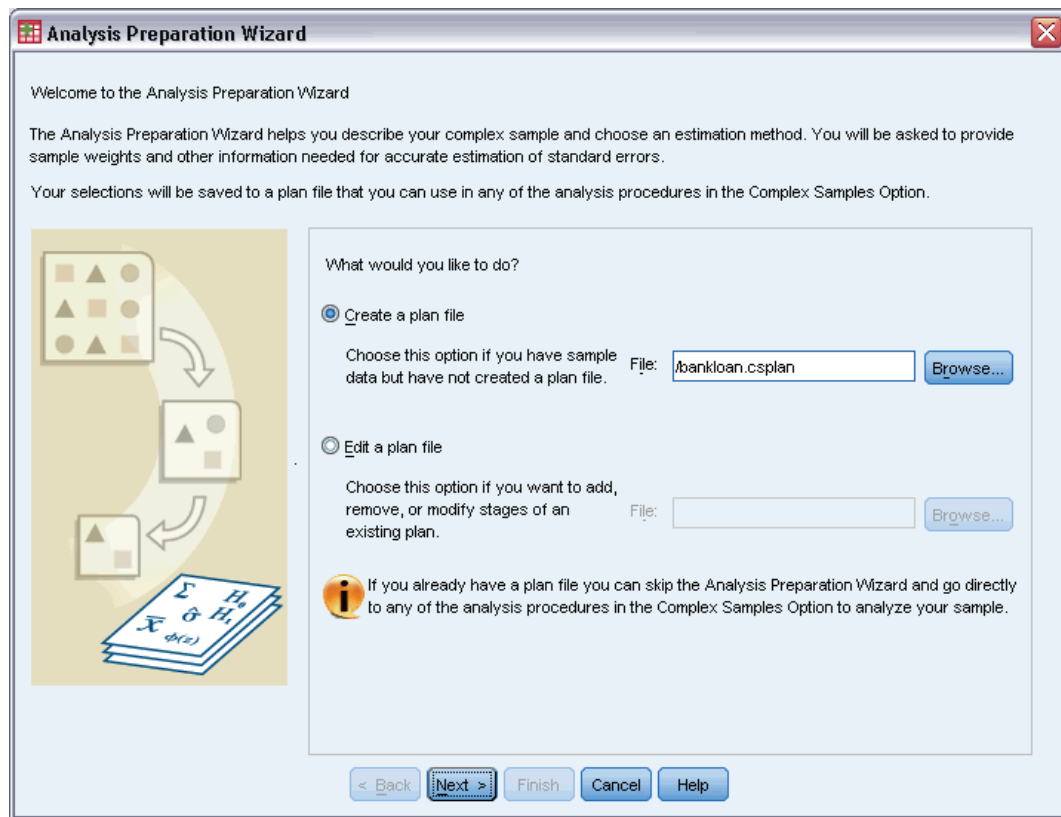 Analysis Preparation Wizard
Welcome to the Analysis Preparation Wizard
The Analysis Preparation Wizard helps you describe your complex sample and choose an estimation method. You will be asked to provide
sample weights and other information needed for accurate estimation of standard errors.
Your selections will be saved to a plan file that you can use in any of the analysis procedures in the Complex Samples Option.
What would you like to do?
Create a plan file
Choose this option if you have sample
data but have not created a plan file.
File:
/bankloan.csplan
Browse...
Edit a plan file
Choose this option if you want to add,
remove, or modify stages of an
existing plan.
File:
Browse...
If you already have a plan file you can skip the Analysis Preparation Wizard and go directly
to any of the analysis procedures in the Complex Samples Option to analyze your sample.
Σ H₀
x̄ σ̂ H₁
φ(z)
< Back Next > Finish Cancel Help